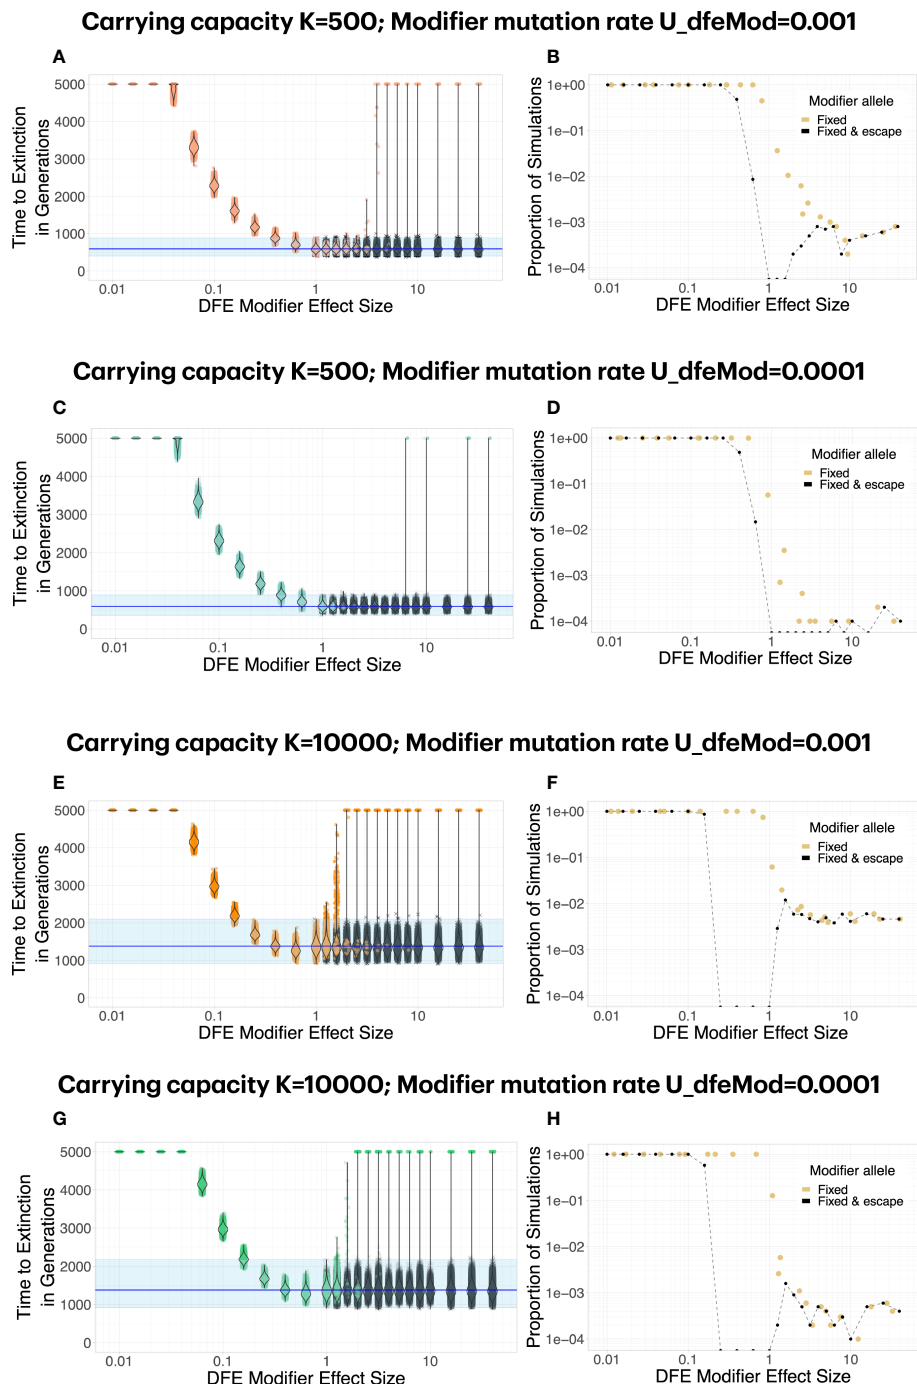 Carrying capacity K=500; Modifier mutation rate U_dfeMod=0.001
A
Time to Extinction
in Generations
5000
4000
3000
2000
1000
0
0.01
0.1
1
10
DFE Modifier Effect Size
B
Proportion of Simulations
1e+00
1e−01
1e−02
1e−03
1e−04
Modifier allele
Fixed
Fixed & escape
0.01
0.1
1
10
DFE Modifier Effect Size
Carrying capacity K=500; Modifier mutation rate U_dfeMod=0.0001
C
Time to Extinction
in Generations
5000
4000
3000
2000
1000
0
0.01
0.1
1
10
DFE Modifier Effect Size
D
Proportion of Simulations
1e+00
1e−01
1e−02
1e−03
1e−04
Modifier allele
Fixed
Fixed & escape
0.01
0.1
1
10
DFE Modifier Effect Size
Carrying capacity K=10000; Modifier mutation rate U_dfeMod=0.001
E
Time to Extinction
in Generations
5000
4000
3000
2000
1000
0
0.01
0.1
1
10
DFE Modifier Effect Size
F
Proportion of Simulations
1e+00
1e−01
1e−02
1e−03
1e−04
Modifier allele
Fixed
Fixed & escape
0.01
0.1
1
10
DFE Modifier Effect Size
Carrying capacity K=10000; Modifier mutation rate U_dfeMod=0.0001
G
Time to Extinction
in Generations
5000
4000
3000
2000
1000
0
0.01
0.1
1
10
DFE Modifier Effect Size
H
Proportion of Simulations
1e+00
1e−01
1e−02
1e−03
1e−04
Modifier allele
Fixed
Fixed & escape
0.01
0.1
1
10
DFE Modifier Effect Size